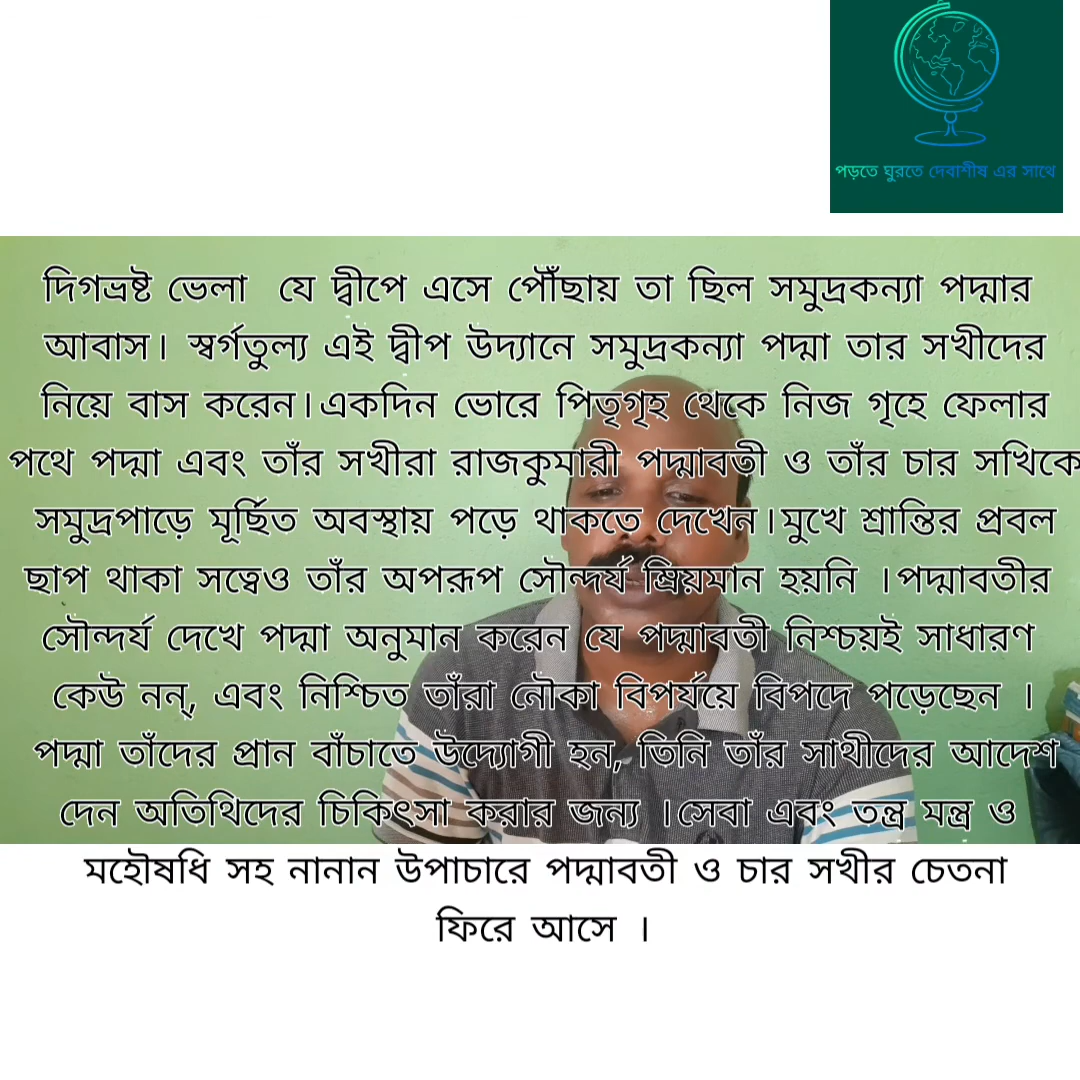 পড়তে ঘুরতে দেবাশীষ এর সাথে
দিগভ্রষ্ট ভেলা যে দ্বীপে এসে পৌঁছায় তা ছিল সমুদ্রকন্যা পদ্মার
আবাস। স্বর্গতুল্য এই দ্বীপ উদ্যানে সমুদ্রকন্যা পদ্মা তার সখীদের
নিয়ে বাস করেন।একদিন ভোরে পিতৃগৃহ থেকে নিজ গৃহে ফেলার
পথে পদ্মা এবং তাঁর সখীরা রাজকুমারী পদ্মাবতী ও তাঁর চার সখিকে
সমুদ্রপাড়ে মূর্ছিত অবস্থায় পড়ে থাকতে দেখেন।মুখে শ্রান্তির প্রবল
ছাপ থাকা সত্বেও তাঁর অপরূপ সৌন্দর্য ম্রিয়মান হয়নি ।পদ্মাবতীর
সৌন্দর্য দেখে পদ্মা অনুমান করেন যে পদ্মাবতী নিশ্চয়ই সাধারণ
কেউ নন্, এবং নিশ্চিত তাঁরা নৌকা বিপর্যয়ে বিপদে পড়েছেন ।
পদ্মা তাঁদের প্রান বাঁচাতে উদ্যোগী হন, তিনি তাঁর সাথীদের আদেশ
দেন অতিথিদের চিকিৎসা করার জন্য ।সেবা এবং তন্ত্র মন্ত্র ও
মহৌষধি সহ নানান উপাচারে পদ্মাবতী ও চার সখীর চেতনা
ফিরে আসে ।